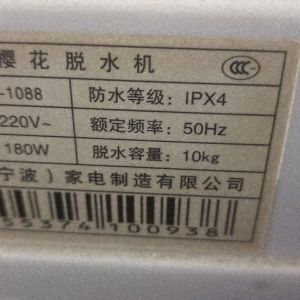 樱花脱水机
-1088 防水等级：IPX4
220V~ 额定频率：50Hz
180W 脱水容量：10kg
宁波）家电制造有限公司
55374100938